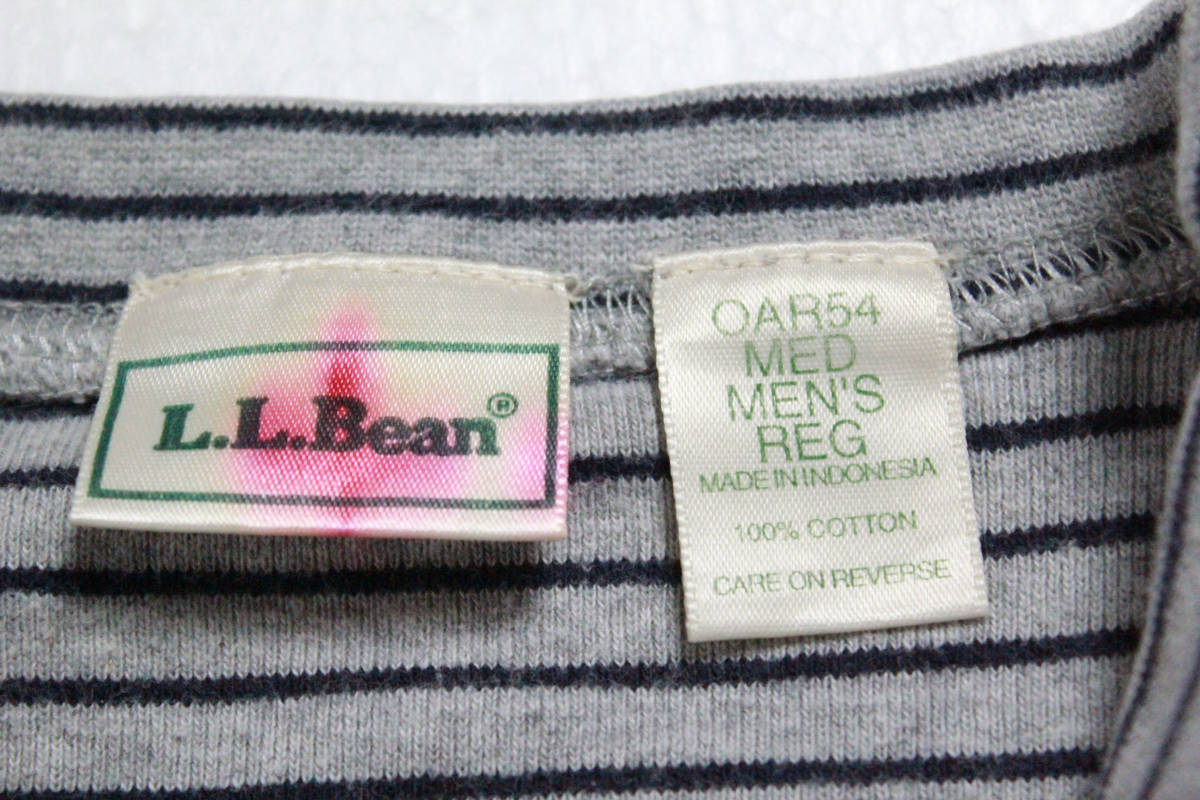 L.L.Bean®
OAR54
MED
MEN'S
REG
MADE IN INDONESIA
100% COTTON
CARE ON REVERSE